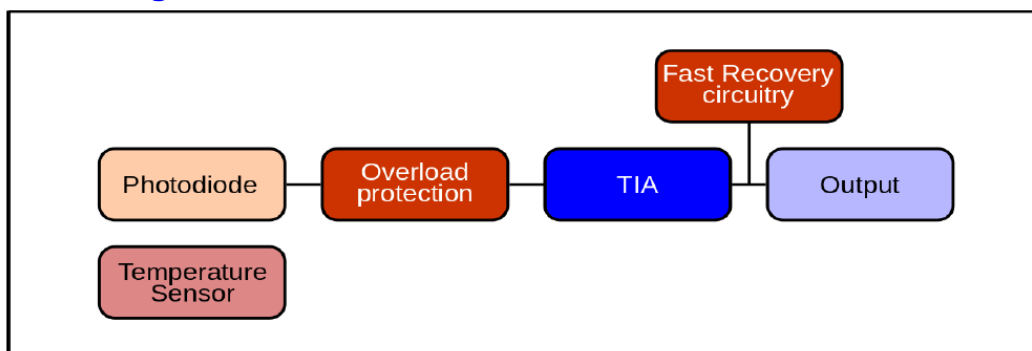 Fast Recovery
circuitry
Photodiode
Overload
protection
TIA
Output
Temperature
Sensor